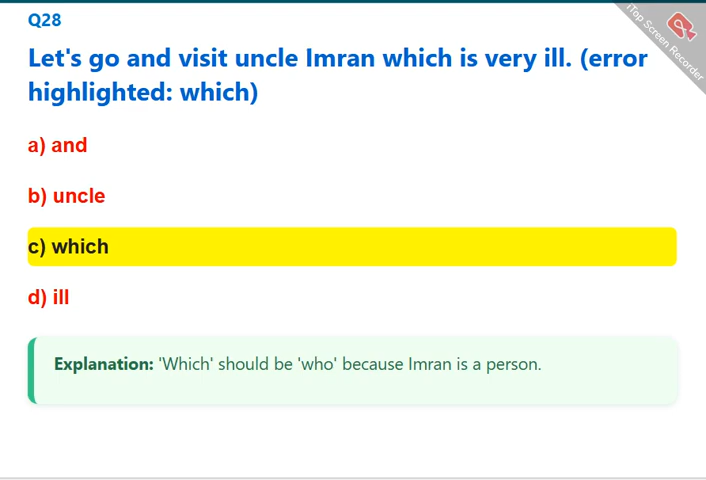 iTop Screen Recorder
Q28
Let's go and visit uncle Imran which is very ill. (error
highlighted: which)
a) and
b) uncle
c) which
d) ill
Explanation: 'Which' should be 'who' because Imran is a person.